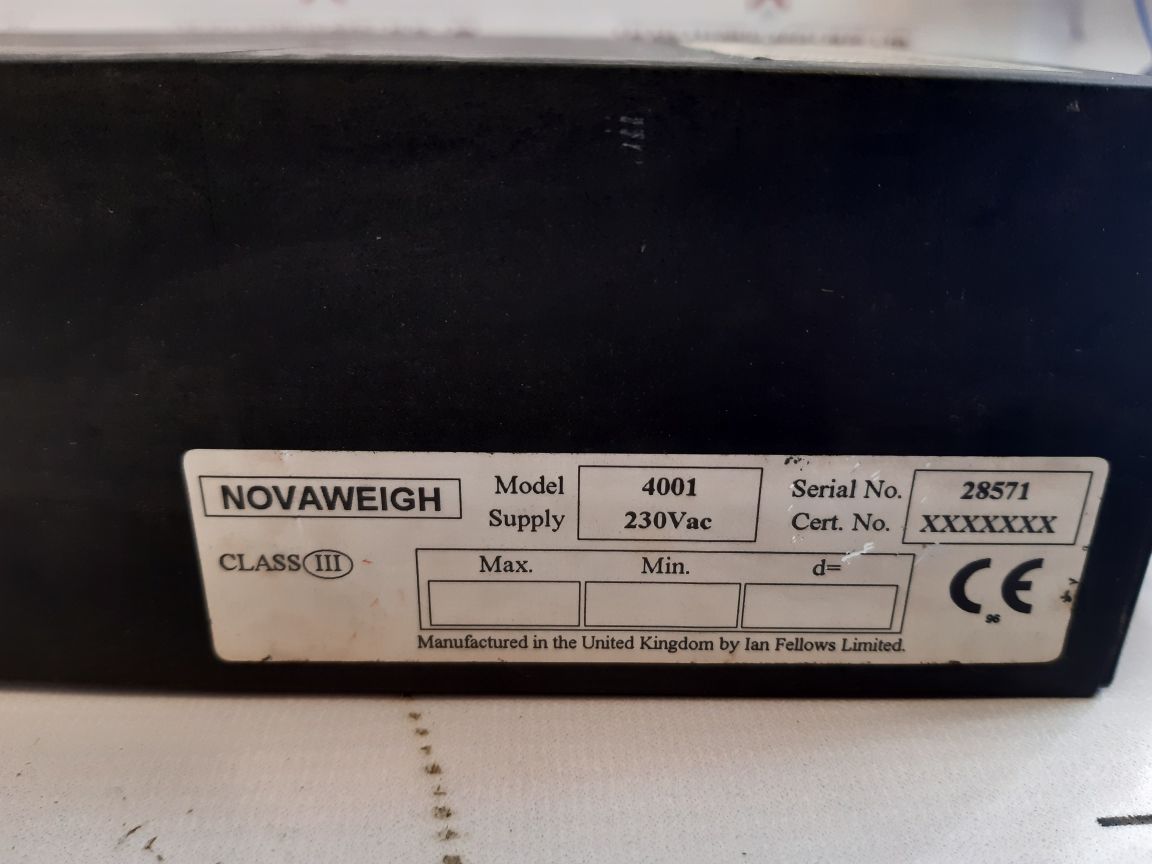 NOVAWEIGH
Model 4001
Supply 230Vac
Serial No. 28571
Cert. No. XXXXXXX
CLASS III
Max. Min. d=
CE
96
Manufactured in the United Kingdom by Ian Fellows Limited.